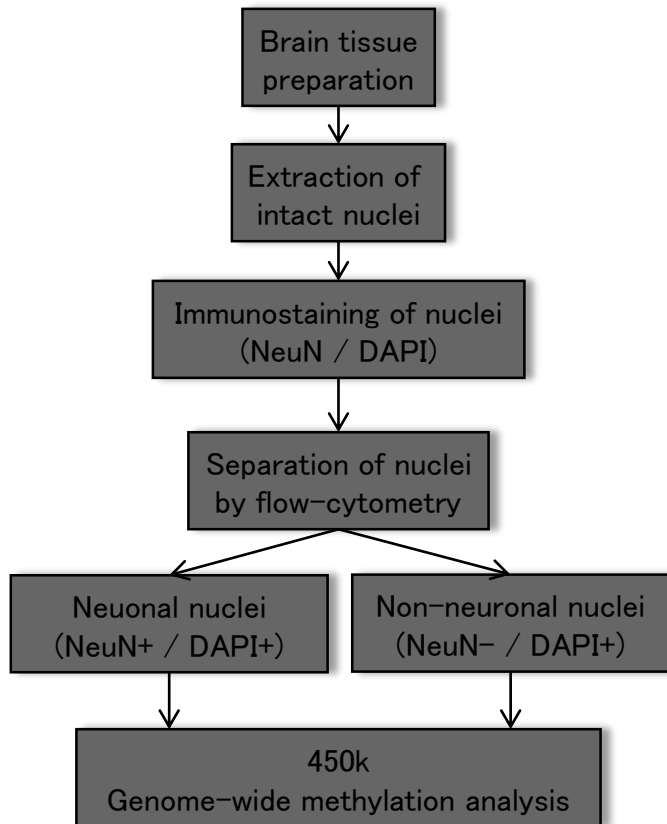 Brain tissue
preparation
Extraction of
intact nuclei
Immunostaining of nuclei
(NeuN / DAPI)
Separation of nuclei
by flow-cytometry
Neuonal nuclei
(NeuN+ / DAPI+)
Non-neuronal nuclei
(NeuN- / DAPI+)
450k
Genome-wide methylation analysis